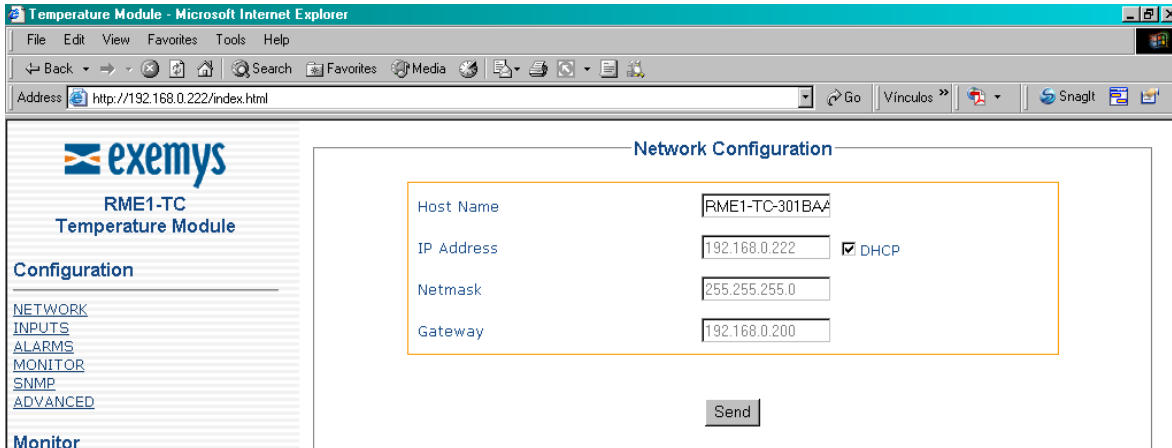 Temperature Module - Microsoft Internet Explorer
File Edit View Favorites Tools Help
Back Search Favorites Media
Address http://192.168.0.222/index.html Go Vínculos » SnagIt
exemys
RME1-TC
Temperature Module
Configuration
NETWORK
INPUTS
ALARMS
MONITOR
SNMP
ADVANCED
Monitor
Network Configuration
Host Name RME1-TC-301BAA
IP Address 192.168.0.222 DHCP
Netmask 255.255.255.0
Gateway 192.168.0.200
Send